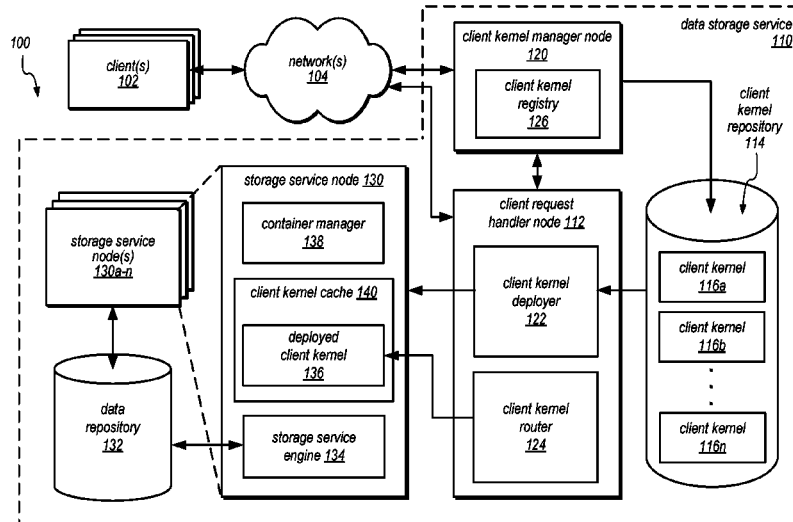 100
client(s)
102
network(s)
104
client kernel manager node
120
client kernel
registry
126
data storage service
110
client
kernel
repository
114
storage service
node(s)
130a-n
data
repository
132
storage service node 130
container manager
138
client kernel cache 140
deployed
client kernel
136
storage service
engine 134
client request
handler node 112
client kernel
deployer
122
client kernel
router
124
client kernel
116a
client kernel
116b
client kernel
116n